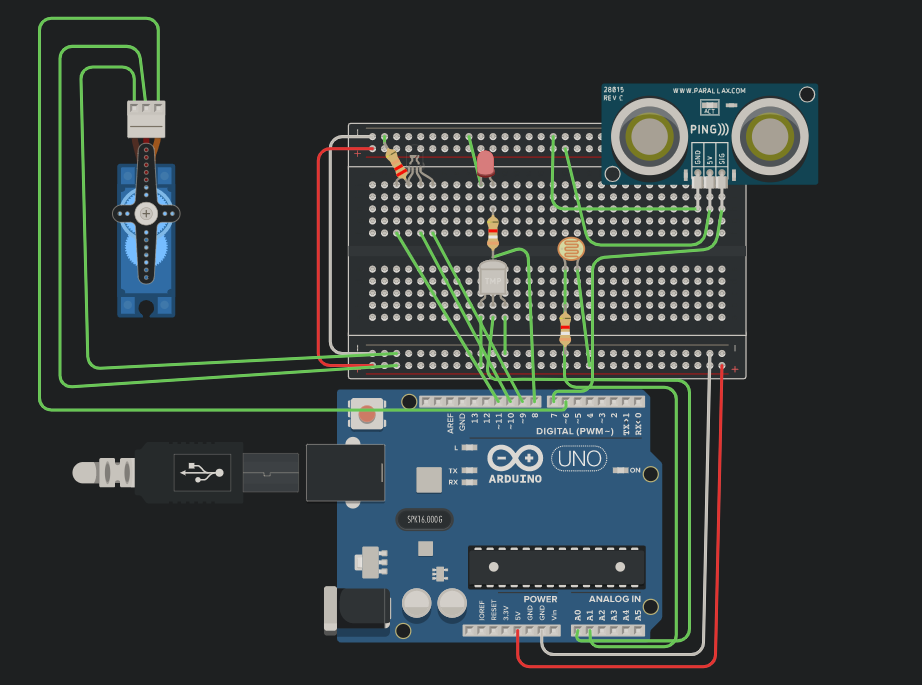 28015
REV C
WWW.PARALLAX.COM
ACT
PING)))
GND
5V
SIG
TMP
AREF
GND
13
12
~11
~10
~9
8
7
~6
~5
4
~3
2
TX→1
RX←0
DIGITAL (PWM~)
L
TX
RX
ARDUINO
UNO
ON
SPK16.000G
POWER
ANALOG IN
IOREF
RESET
3.3V
5V
GND
GND
Vin
A0
A1
A2
A3
A4
A5